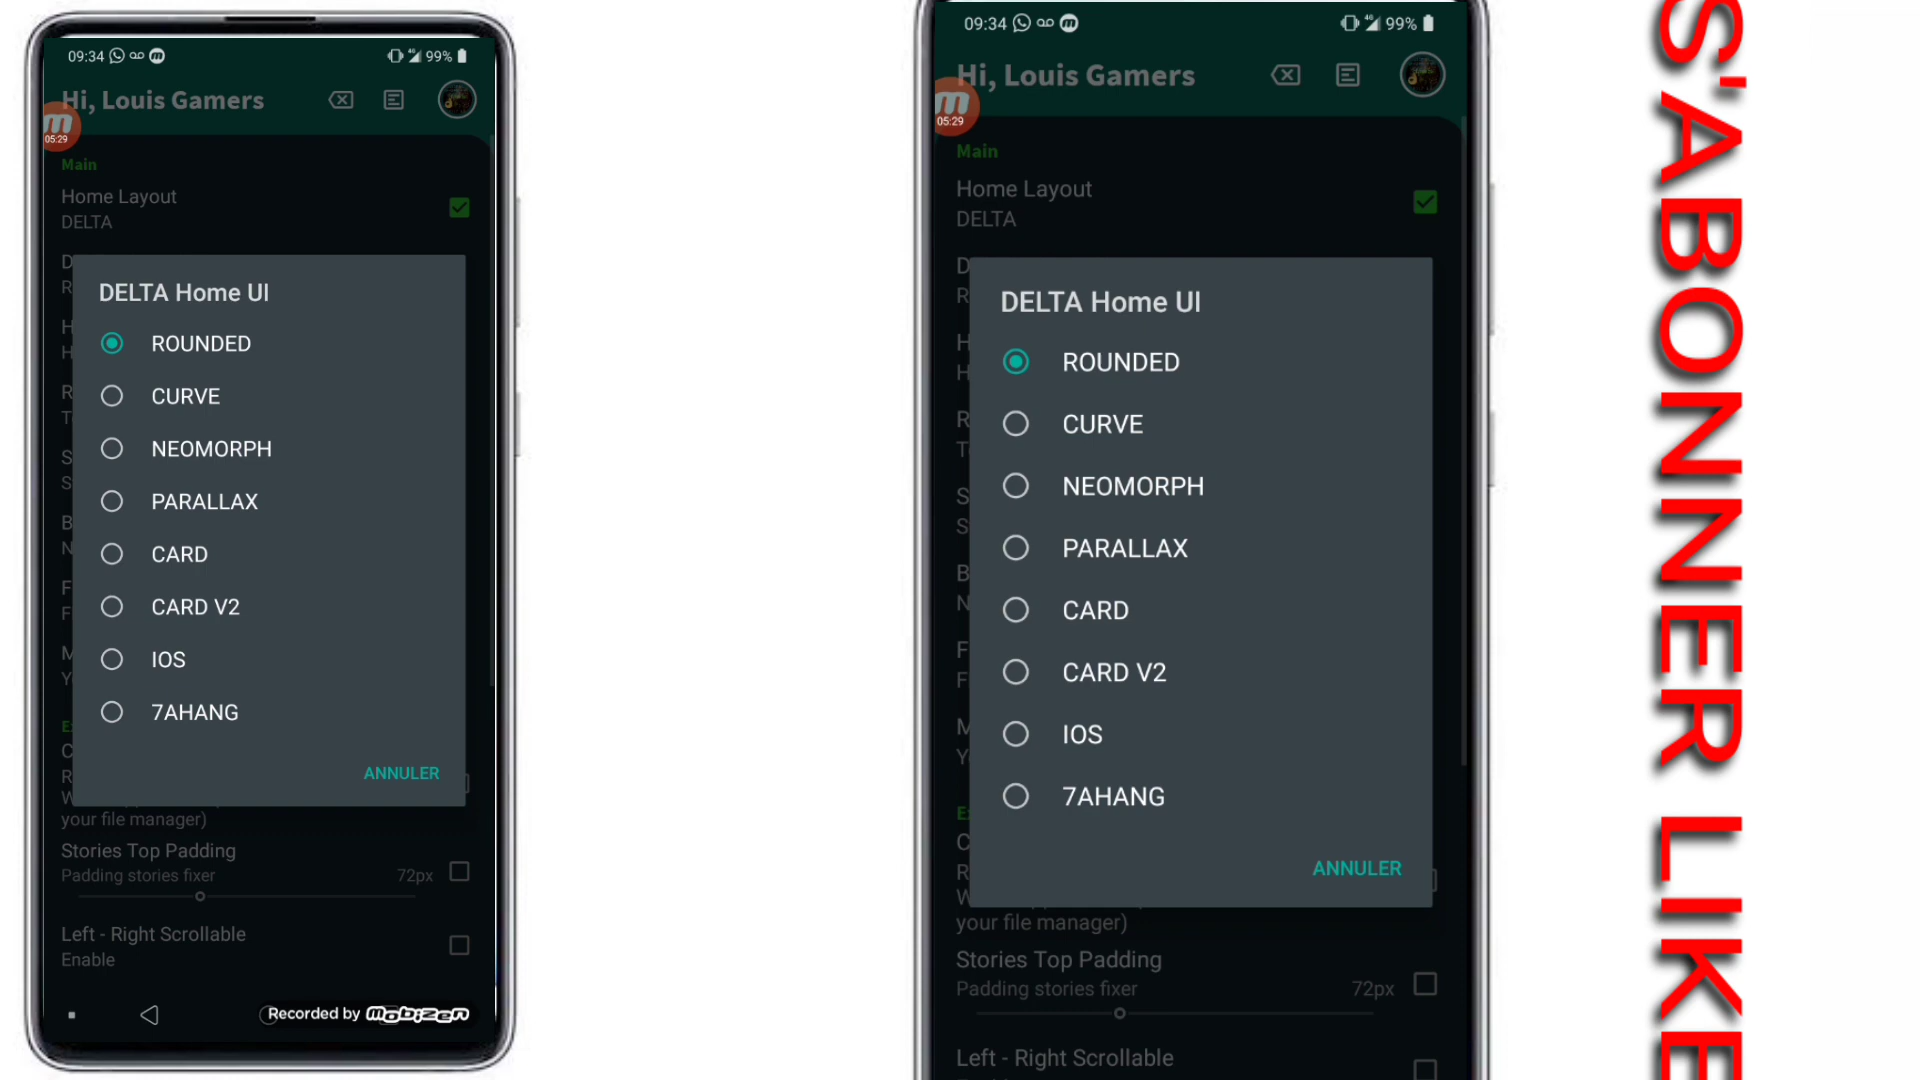 09:34
99%
Hi, Louis Gamers
05:29
Main
Home Layout
DELTA
DELTA Home UI
ROUNDED
CURVE
NEOMORPH
PARALLAX
CARD
CARD V2
IOS
7AHANG
ANNULER
your file manager)
Stories Top Padding
Padding stories fixer
72px
Left - Right Scrollable
Enable
Recorded by mobizen
09:34
99%
Hi, Louis Gamers
05:29
Main
Home Layout
DELTA
DELTA Home UI
ROUNDED
CURVE
NEOMORPH
PARALLAX
CARD
CARD V2
IOS
7AHANG
ANNULER
your file manager)
Stories Top Padding
Padding stories fixer
72px
Left - Right Scrollable
S'ABONNER LIKE